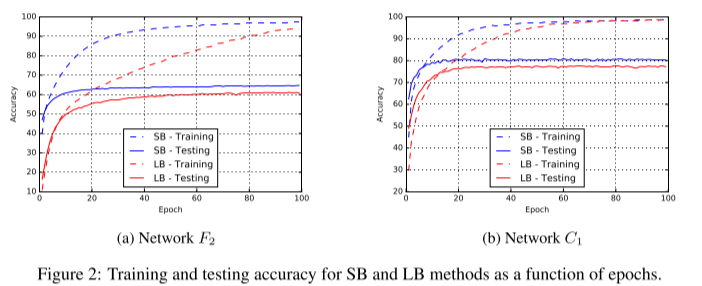 100
90
80
70
60
50
40
30
20
10
0 20 40 60 80 100
Accuracy
Epoch
SB - Training
SB - Testing
LB - Training
LB - Testing
(a) Network F₂
100
90
80
70
60
50
40
30
20
0 20 40 60 80 100
Accuracy
Epoch
SB - Training
SB - Testing
LB - Training
LB - Testing
(b) Network C₁
Figure 2: Training and testing accuracy for SB and LB methods as a function of epochs.